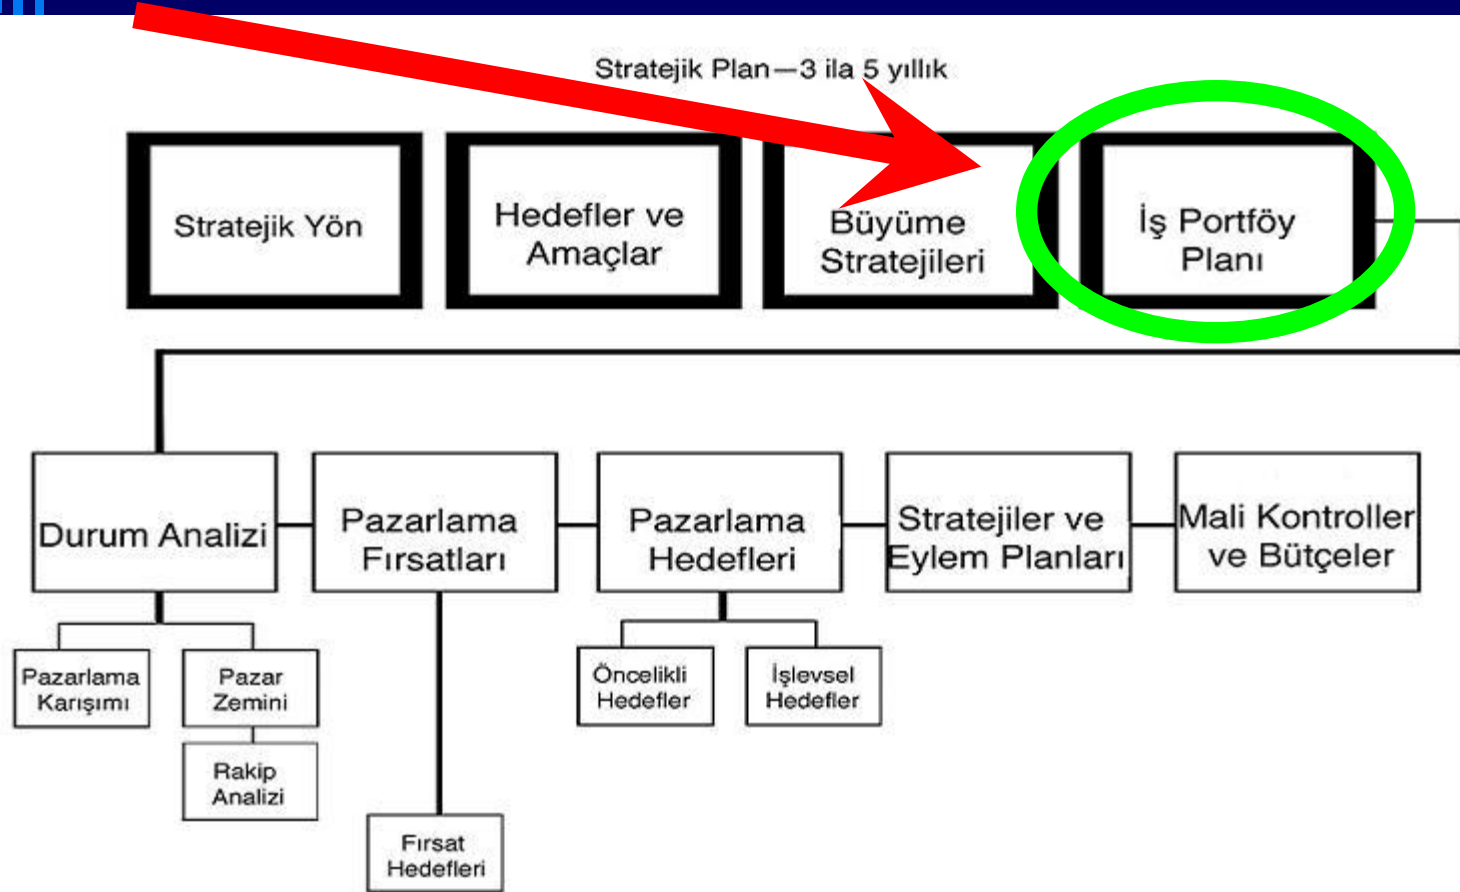 Stratejik Plan—3 ila 5 yıllık
Stratejik Yön
Hedefler ve
Amaçlar
Büyüme
Stratejileri
İş Portföy
Planı
Durum Analizi
Pazarlama
Fırsatları
Pazarlama
Hedefleri
Stratejiler ve
Eylem Planları
Mali Kontroller
ve Bütçeler
Pazarlama
Karışımı
Pazar
Zemini
Rakip
Analizi
Fırsat
Hedefleri
Öncelikli
Hedefler
İşlevsel
Hedefler